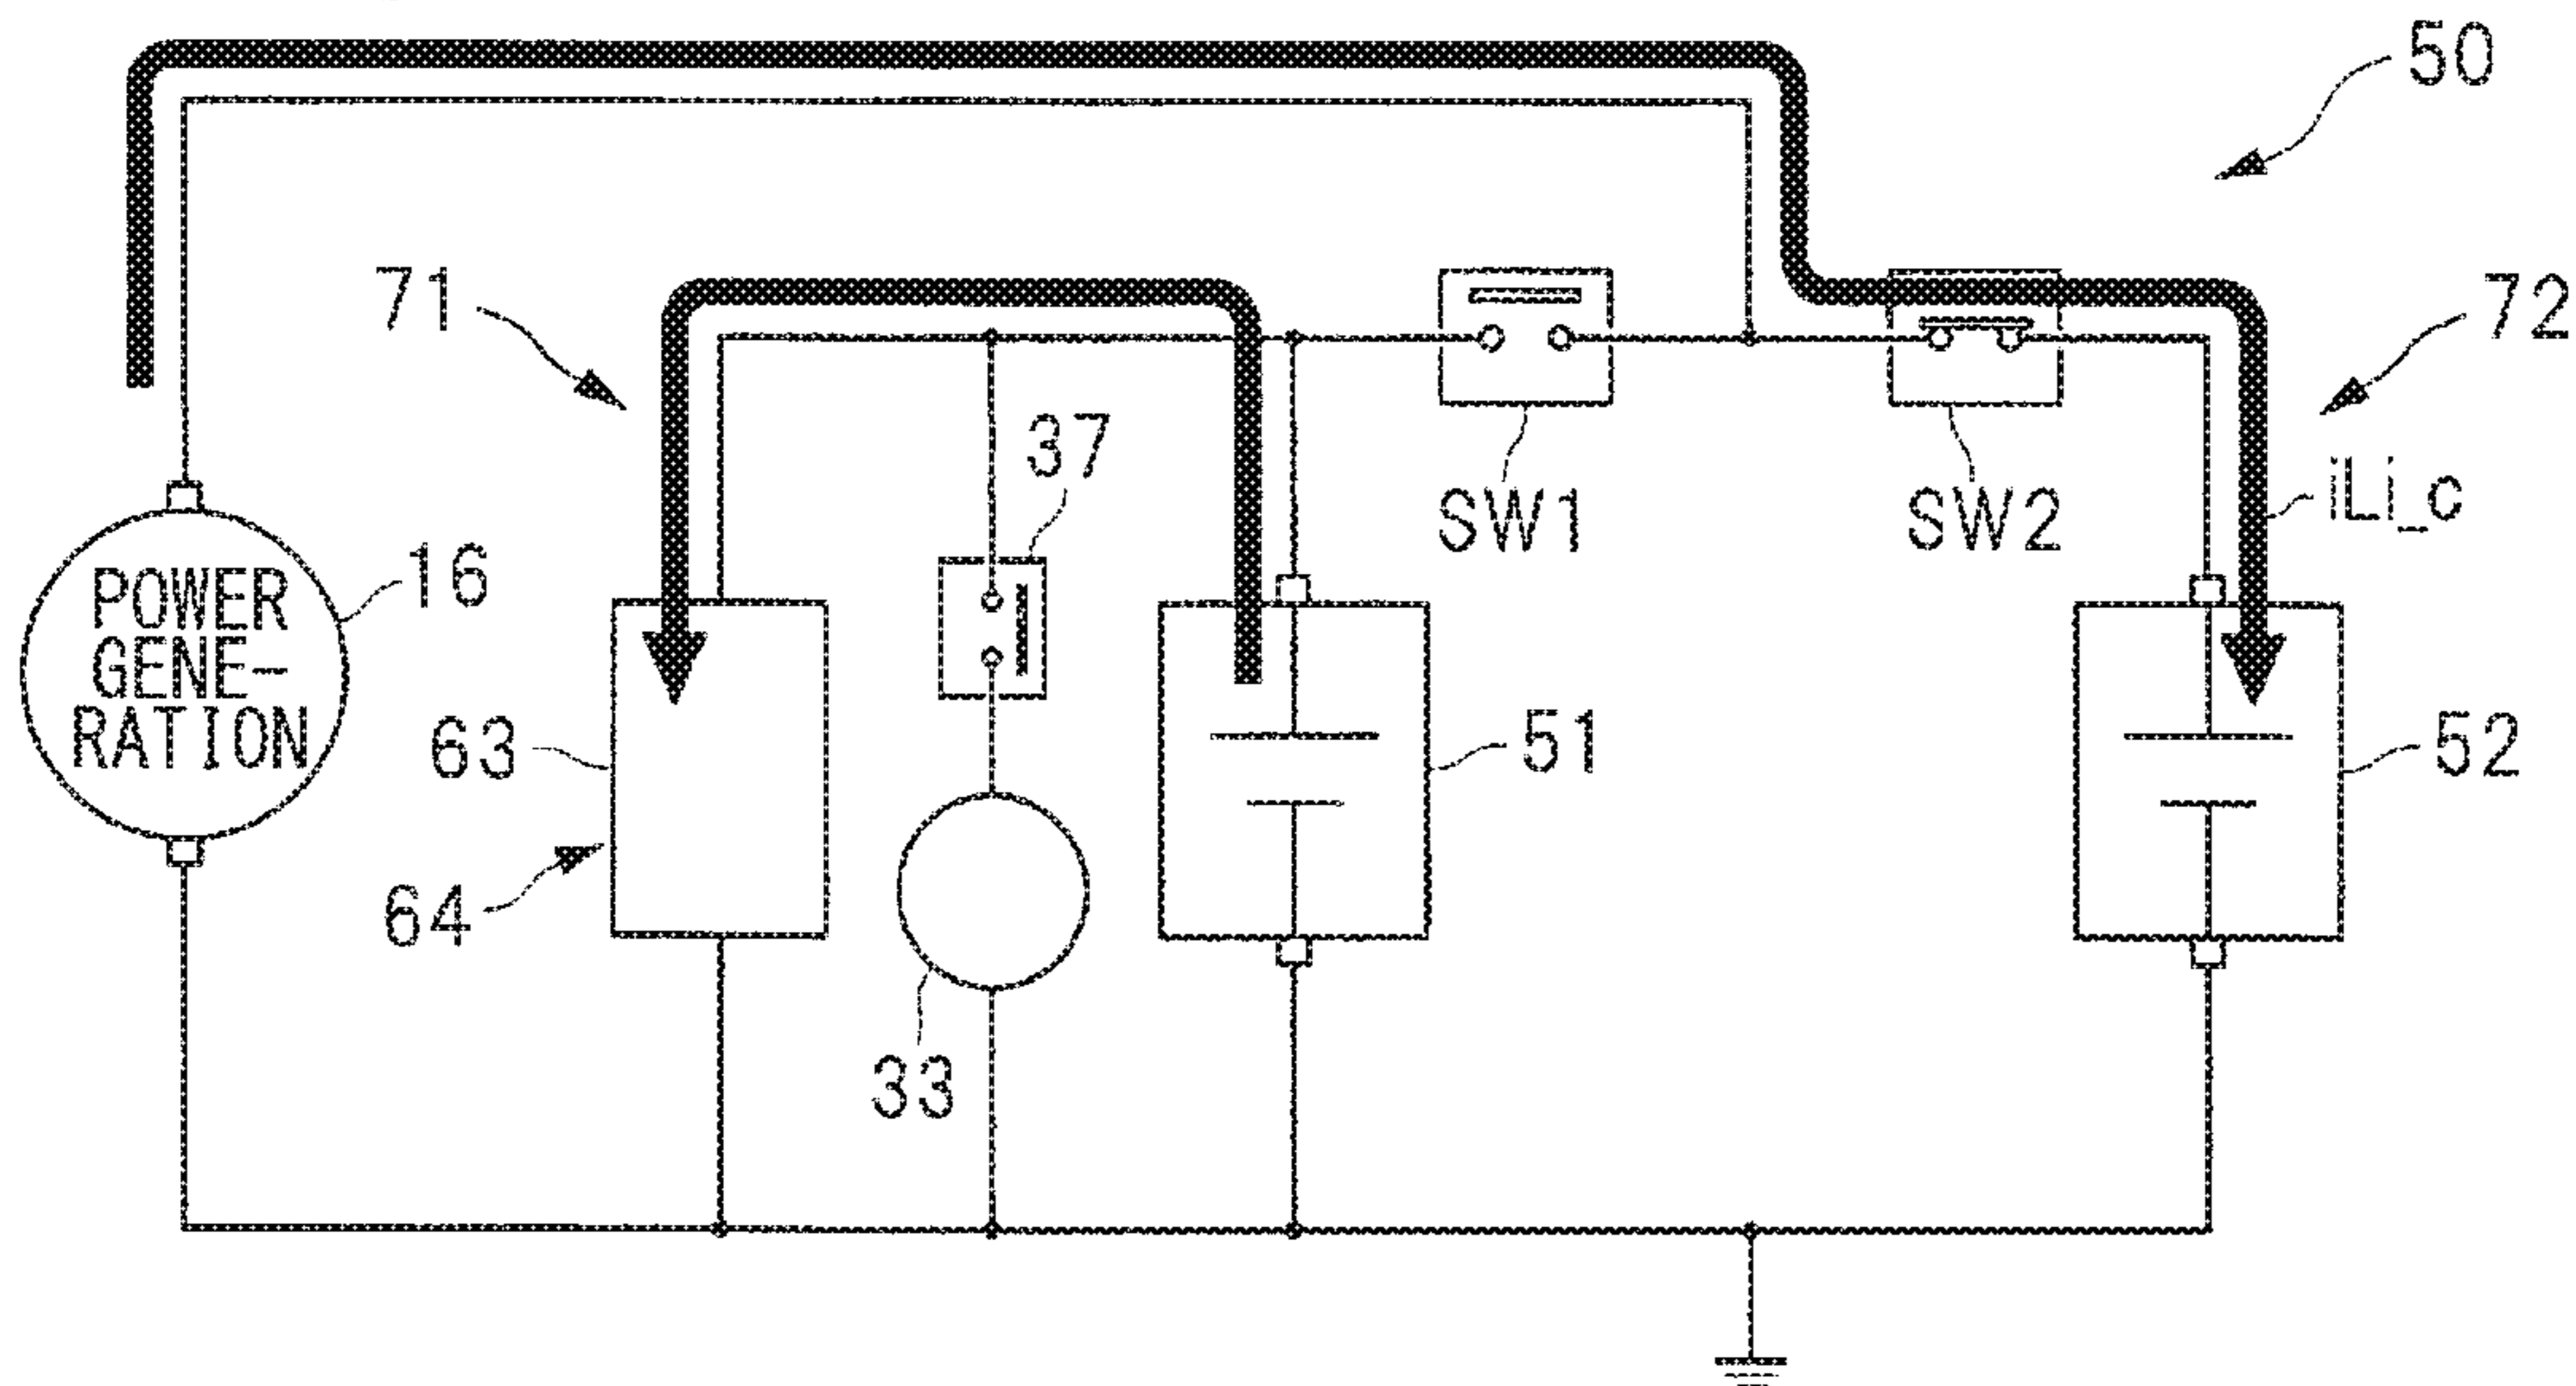 50
71
72
37
SW1
SW2
iLi_c
POWER
GENE-
RATION
16
63
51
52
64
33